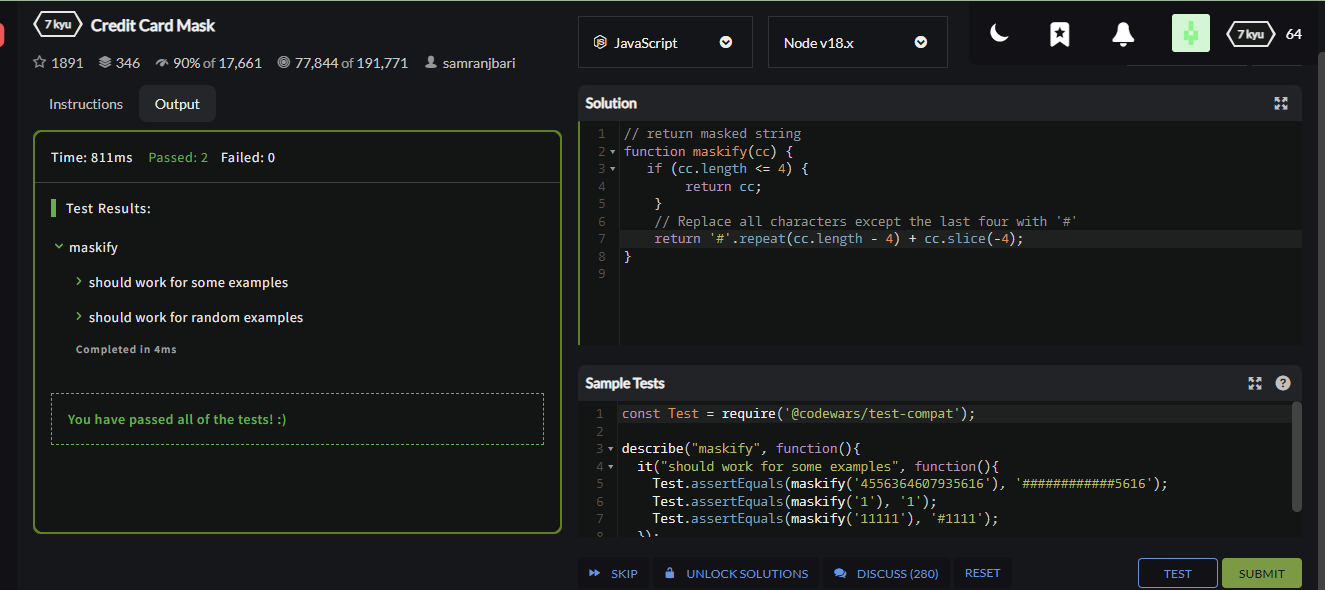 7 kyu Credit Card Mask
1891 346 90% of 17,661 77,844 of 191,771 samranjbari
JavaScript
Node v18.x
7 kyu 64
Instructions Output
Time: 811ms Passed: 2 Failed: 0
Test Results:
maskify
should work for some examples
should work for random examples
Completed in 4ms
You have passed all of the tests! :)
Solution
1 // return masked string
2 function maskify(cc) {
3 if (cc.length <= 4) {
4 return cc;
5 }
6 // Replace all characters except the last four with '#'
7 return '#'.repeat(cc.length - 4) + cc.slice(-4);
8 }
9
Sample Tests
?
1 const Test = require('@codewars/test-compat');
2
3 describe("maskify", function(){
4 it("should work for some examples", function(){
5 Test.assertEquals(maskify('4556364607935616'), '############5616');
6 Test.assertEquals(maskify('1'), '1');
7 Test.assertEquals(maskify('11111'), '#1111');
8 });
SKIP UNLOCK SOLUTIONS DISCUSS (280) RESET TEST SUBMIT